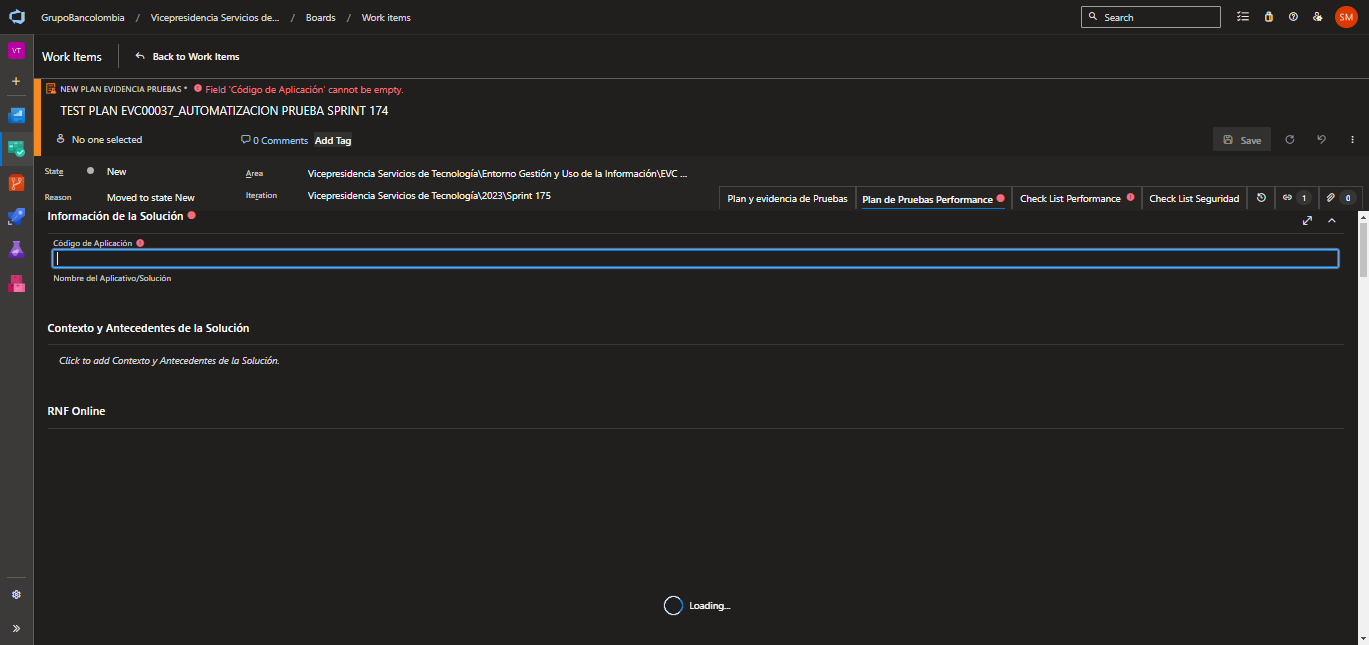 GrupoBancolombia / Vicepresidencia Servicios de... / Boards / Work items
Search
SM
VT
Work Items
Back to Work Items
NEW PLAN EVIDENCIA PRUEBAS * Field 'Código de Aplicación' cannot be empty.
TEST PLAN EVC00037_AUTOMATIZACION PRUEBA SPRINT 174
No one selected
0 Comments
Add Tag
Save
State
New
Area
Vicepresidencia Servicios de Tecnología\Entorno Gestión y Uso de la Información\EVC ...
Reason
Moved to state New
Iteration
Vicepresidencia Servicios de Tecnología\2023\Sprint 175
Plan y evidencia de Pruebas
Plan de Pruebas Performance
Check List Performance
Check List Seguridad
1
0
Información de la Solución
Código de Aplicación
Nombre del Aplicativo/Solución
Contexto y Antecedentes de la Solución
Click to add Contexto y Antecedentes de la Solución.
RNF Online
Loading...